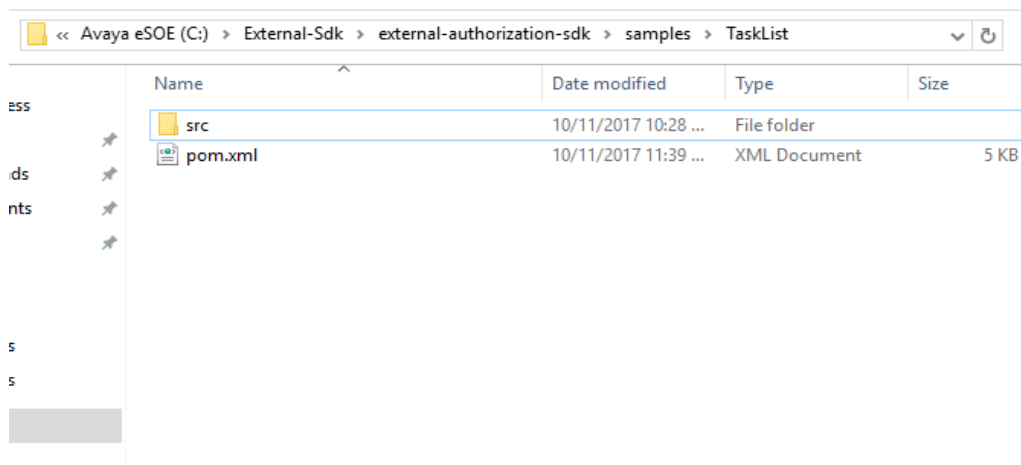 « Avaya eSOE (C:) > External-Sdk > external-authorization-sdk > samples > TaskList
Name Date modified Type Size
ess
src 10/11/2017 10:28 ... File folder
pom.xml 10/11/2017 11:39 ... XML Document 5 KB
ds
nts
s
s